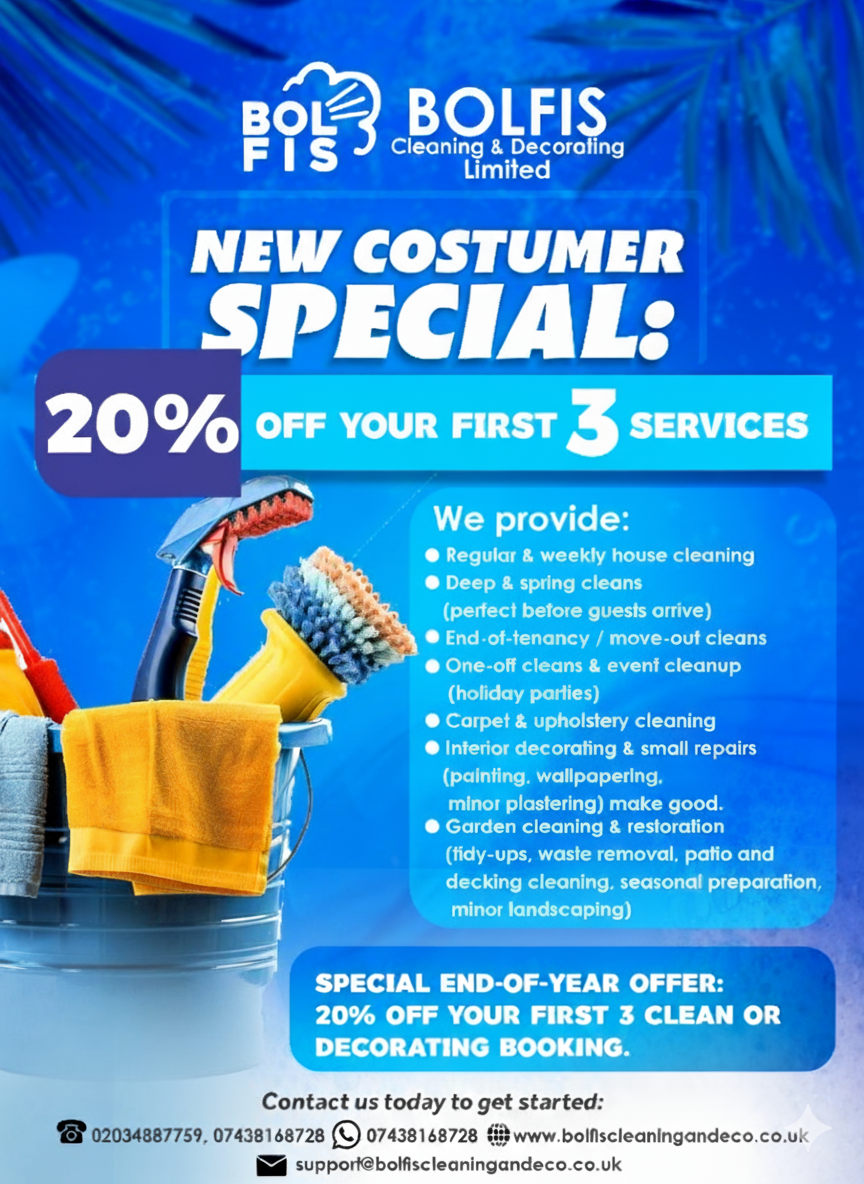 BOL
FIS
BOLFIS
Cleaning & Decorating
Limited
NEW COSTUMER
SPECIAL:
20% OFF YOUR FIRST 3 SERVICES
We provide:
Regular & weekly house cleaning
Deep & spring cleans
(perfect before guests arrive)
End-of-tenancy / move-out cleans
One-off cleans & event cleanup
(holiday parties)
Carpet & upholstery cleaning
Interior decorating & small repairs
(painting, wallpapering,
minor plastering) make good.
Garden cleaning & restoration
(tidy-ups, waste removal, patio and
decking cleaning, seasonal preparation,
minor landscaping)
SPECIAL END-OF-YEAR OFFER:
20% OFF YOUR FIRST 3 CLEAN OR
DECORATING BOOKING.
Contact us today to get started:
02034887759, 07438168728 07438168728 www.bolfiscleaningandeco.co.uk
support@bolfiscleaningandeco.co.uk